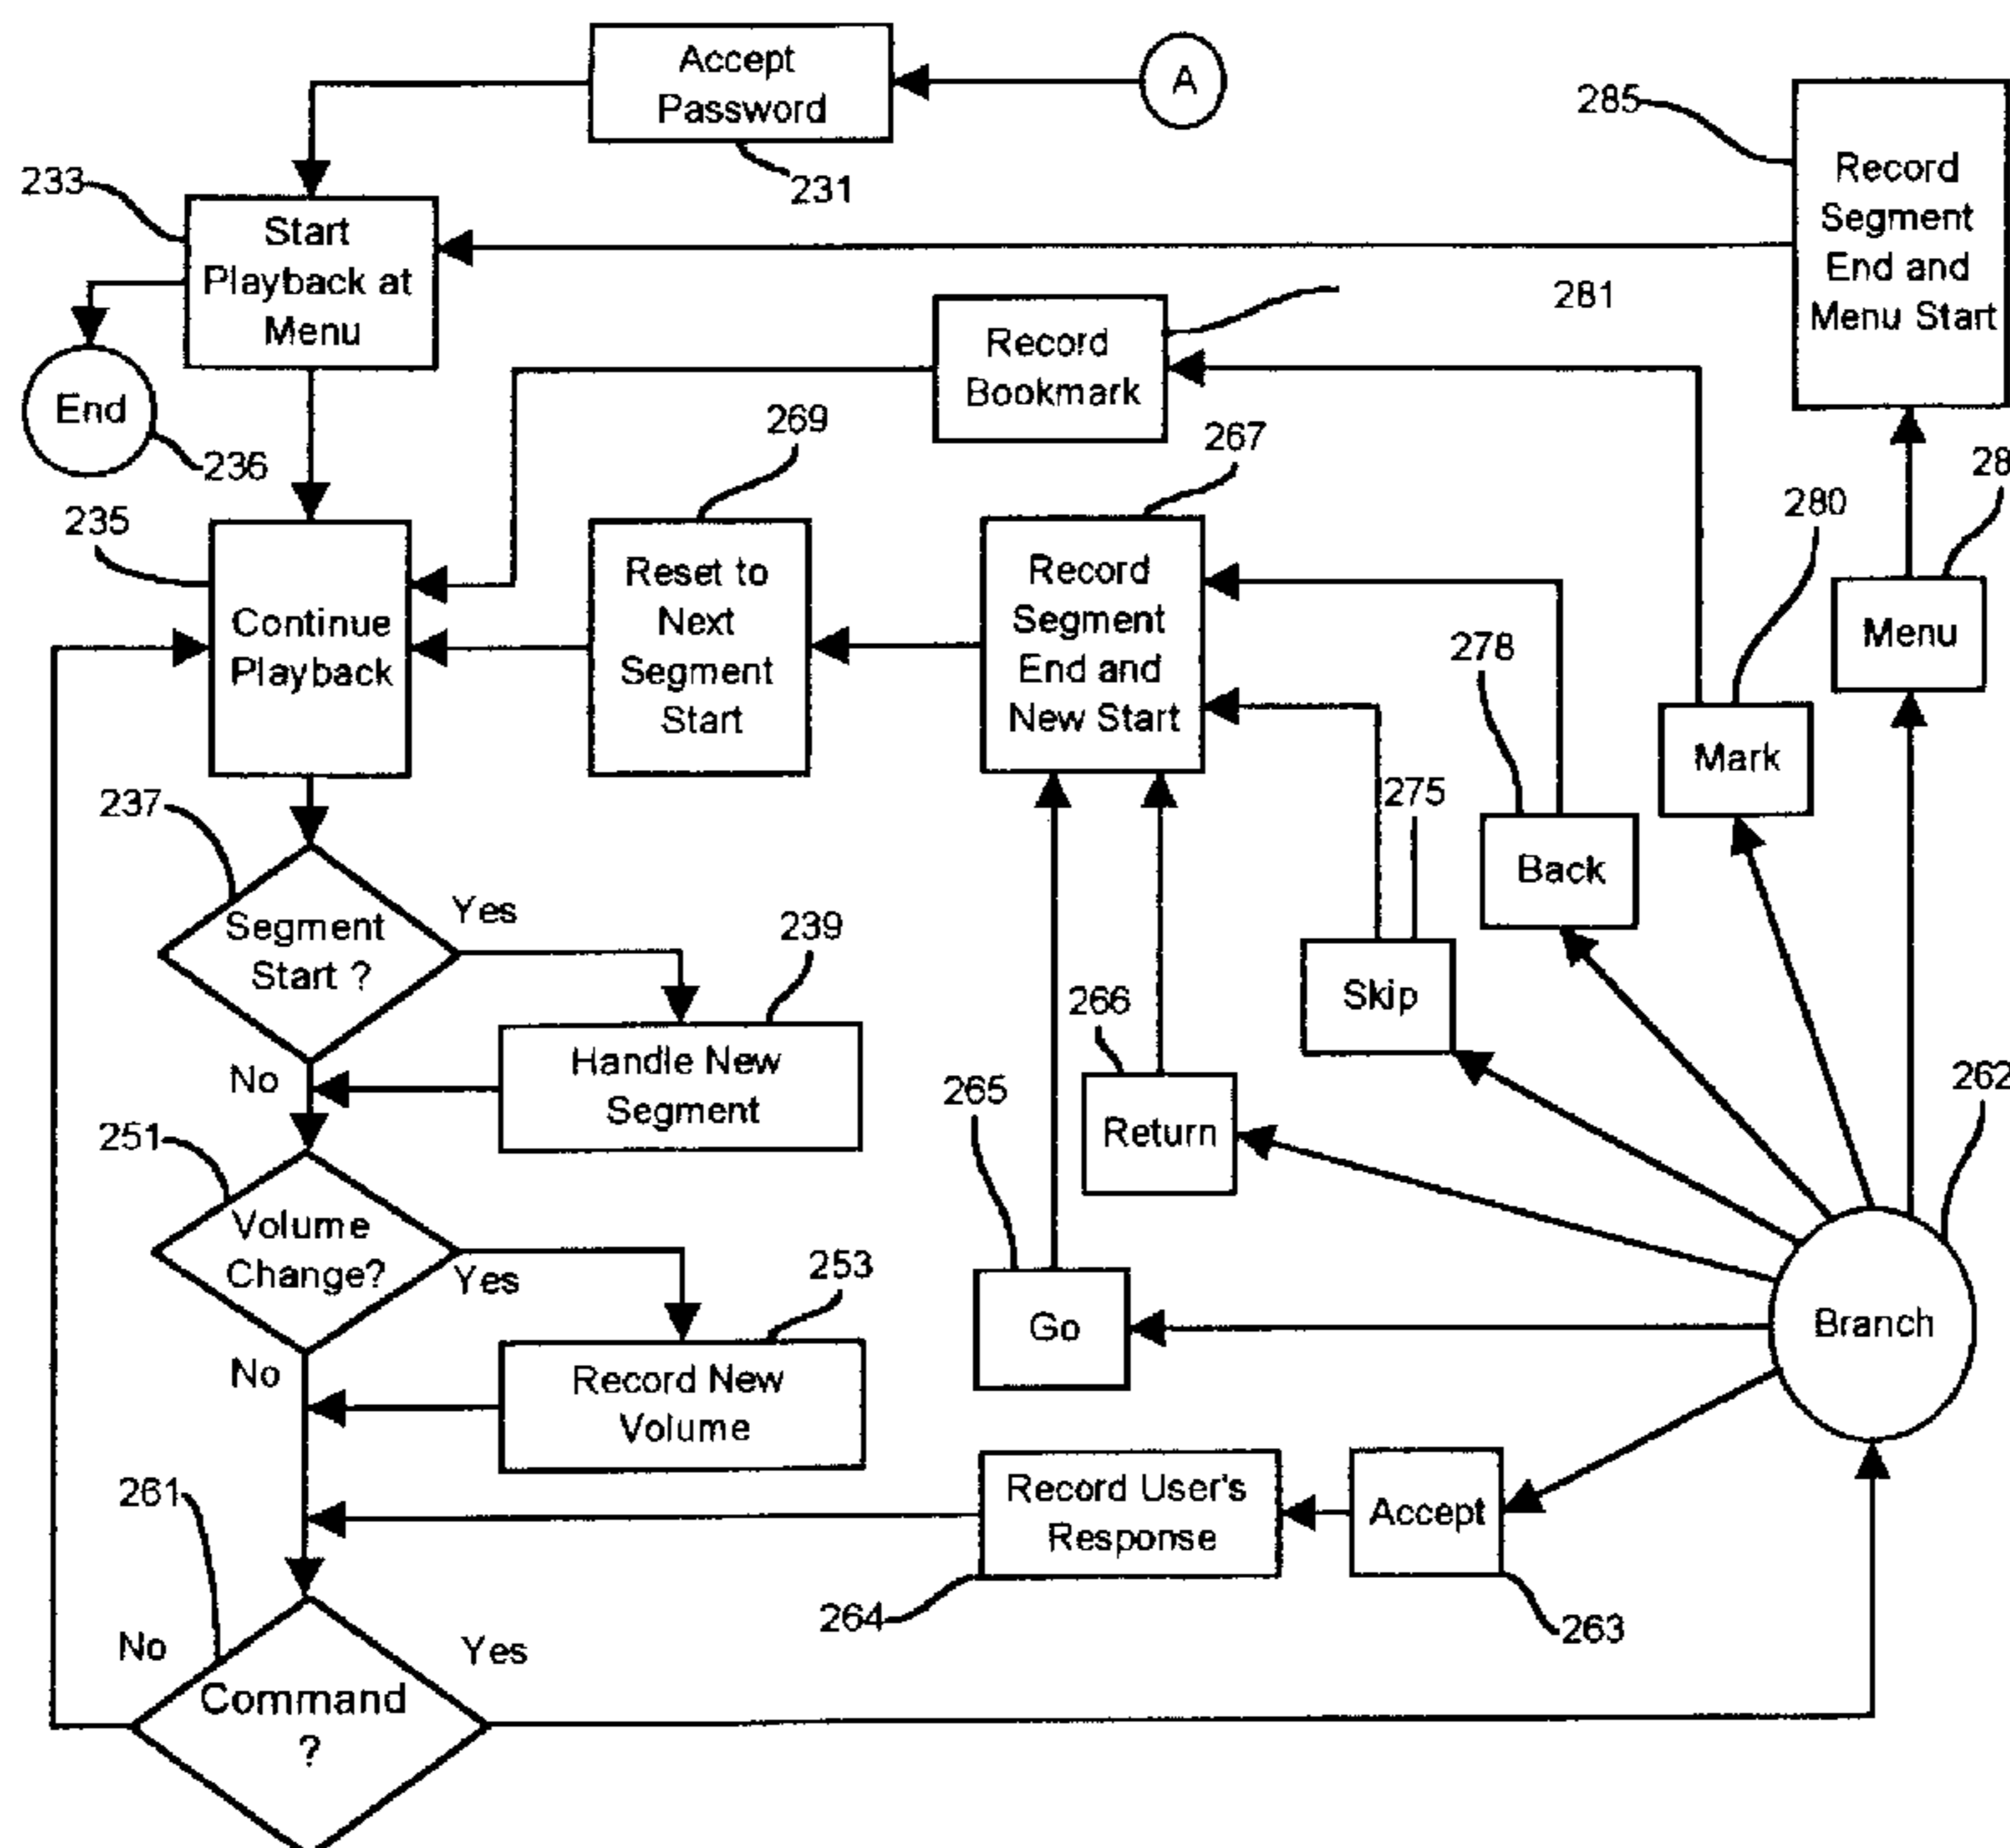 Accept
Password
A
231
285
Record
Segment
End and
Menu Start
233
Start
Playback at
Menu
281
Record
Bookmark
End
236
269
267
28
280
235
Continue
Playback
Reset to
Next
Segment
Start
Record
Segment
End and
New Start
278
Menu
Mark
275
237
Segment
Start ?
Yes
No
239
Handle New
Segment
Back
Skip
266
Return
265
262
251
Volume
Change?
Yes
No
253
Record New
Volume
Go
Branch
261
Record User's
Response
Accept
264
263
No
Yes
Command
?